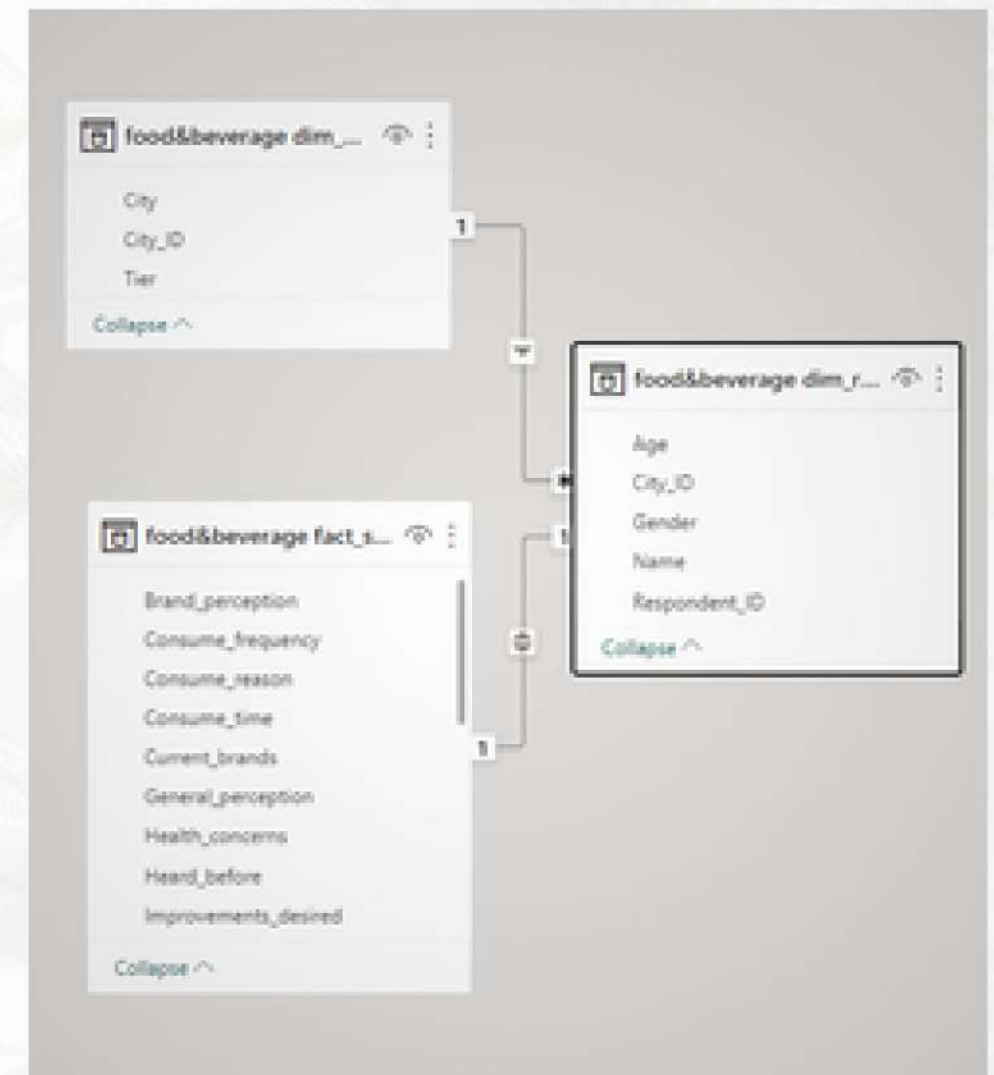 food&beverage dim_...
City
City_ID
Tier
Collapse
1
food&beverage dim_r...
Age
City_ID
Gender
Name
Respondent_ID
Collapse
1
food&beverage fact_s...
Brand_perception
Consume_frequency
Consume_reason
Consume_time
Current_brands
General_perception
Health_concerns
Heard_before
Improvements_desired
Collapse
1